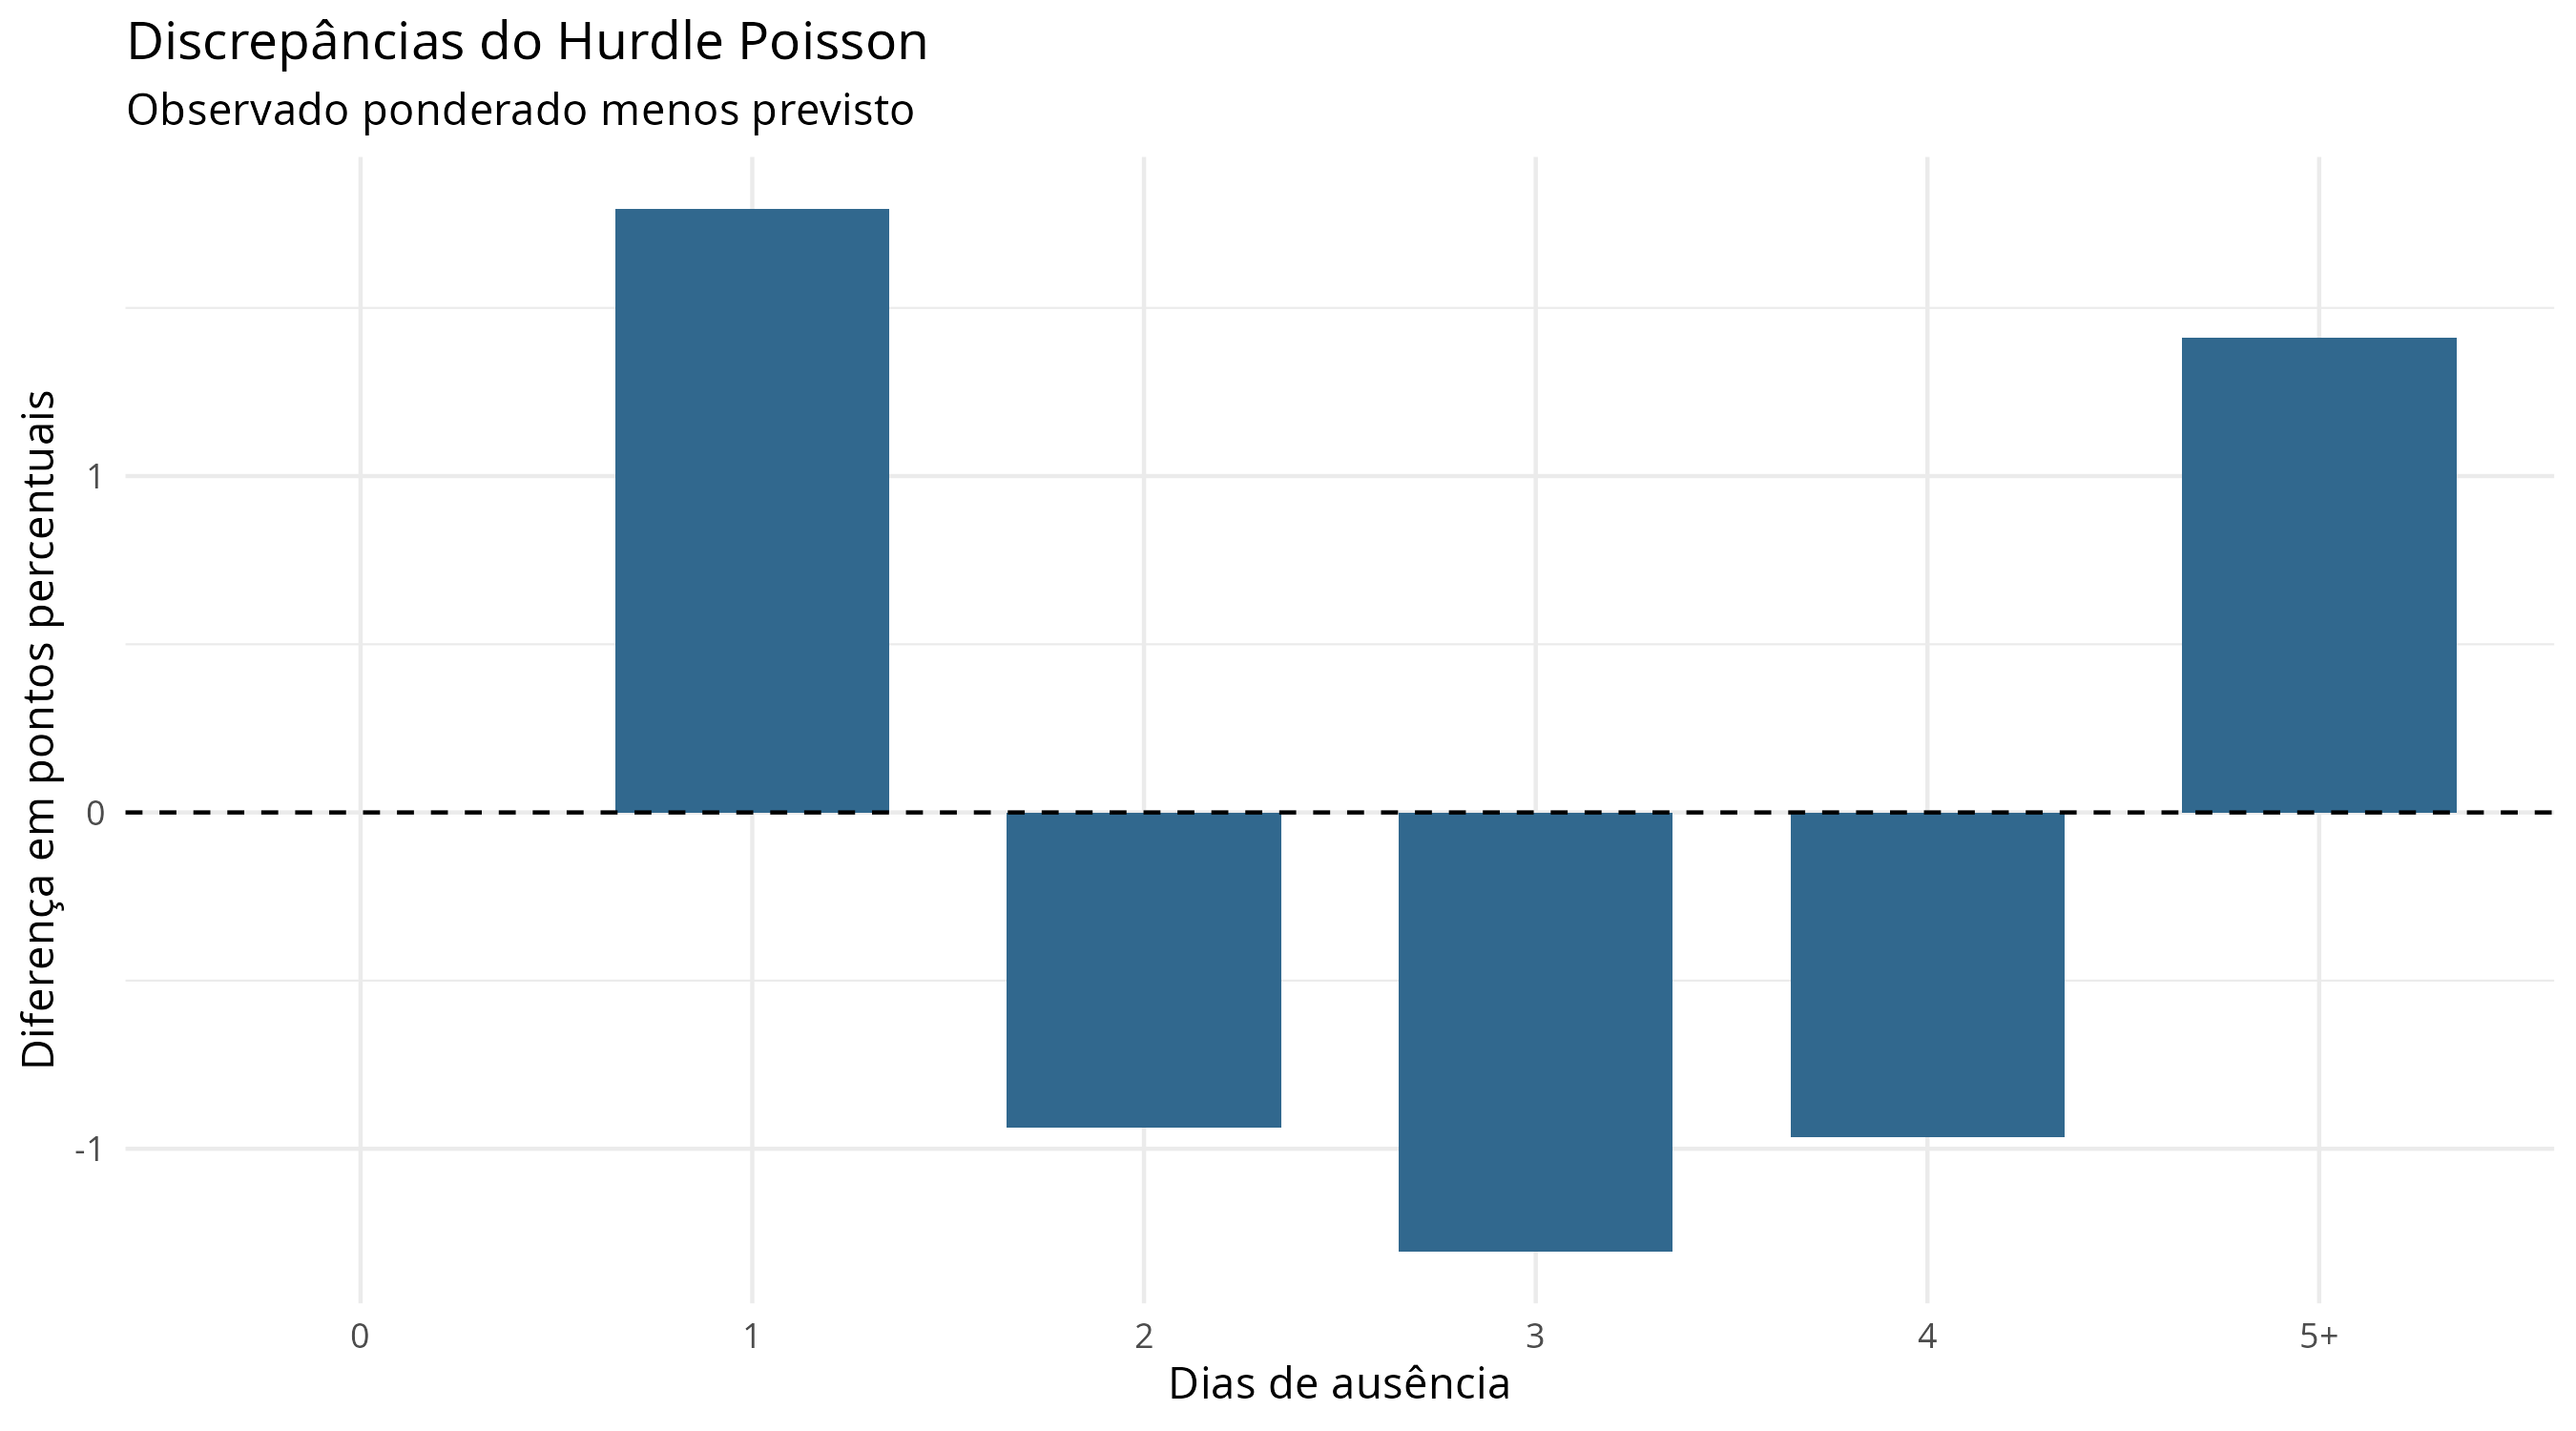 Discrepâncias do Hurdle Poisson
Observado ponderado menos previsto
Diferença em pontos percentuais
1
0
-1
0
1
2
3
4
5+
Dias de ausência